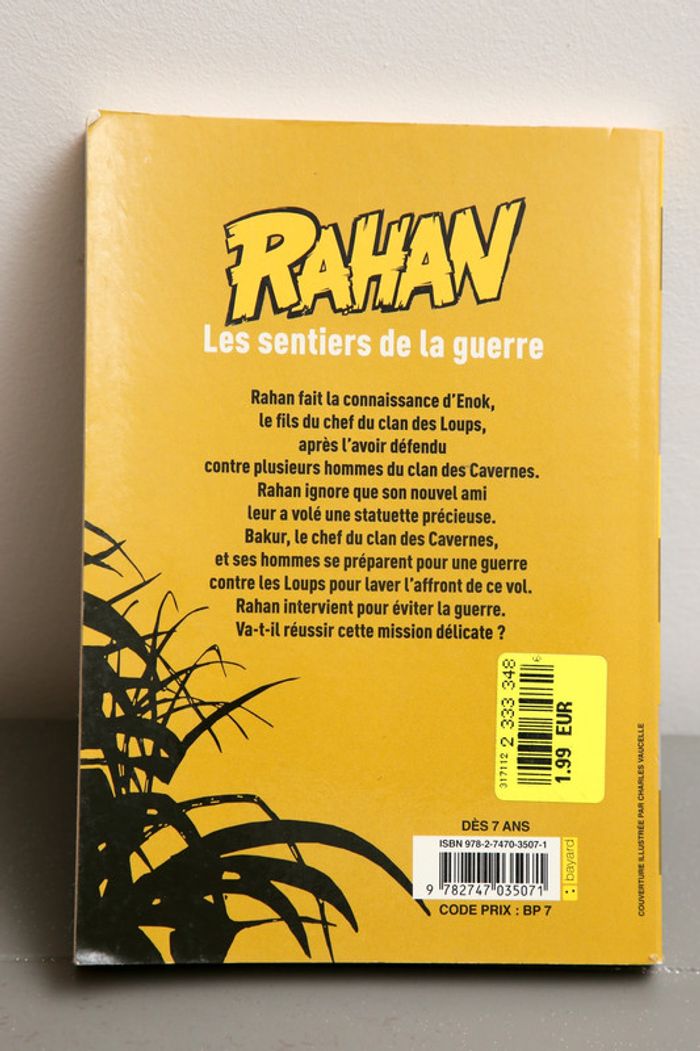 RAHAN
Les sentiers de la guerre
Rahan fait la connaissance d'Enok,
le fils du chef du clan des Loups,
après l'avoir défendu
contre plusieurs hommes du clan des Cavernes.
Rahan ignore que son nouvel ami
leur a volé une statuette précieuse.
Bakur, le chef du clan des Cavernes,
et ses hommes se préparent pour une guerre
contre les Loups pour laver l'affront de ce vol.
Rahan intervient pour éviter la guerre.
Va-t-il réussir cette mission délicate ?
317112 2 333 348 6
1.99 EUR
DÈS 7 ANS
ISBN 978-2-7470-3507-1
9 782747 035071
bayard
CODE PRIX : BP 7
COUVERTURE ILLUSTRÉE PAR CHARLES VAUCELLE